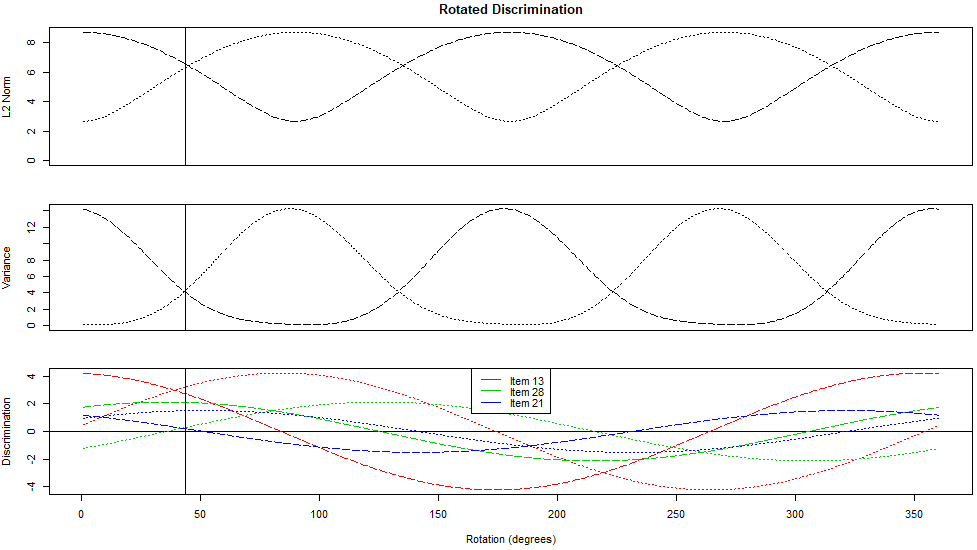 Rotated Discrimination
L2 Norm
8
6
4
2
0
Variance
12
8
6
4
2
0
Discrimination
4
2
0
-2
-4
Item 13
Item 28
Item 21
0 50 100 150 200 250 300 350
Rotation (degrees)